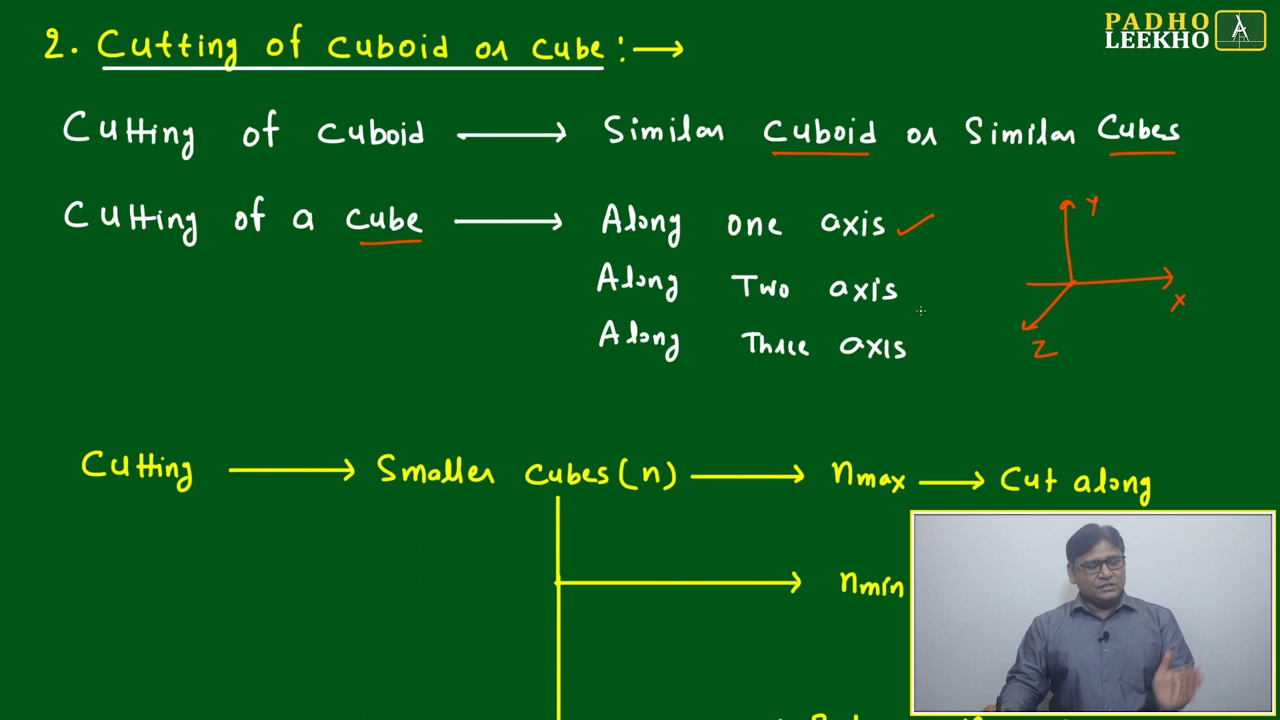 PADHO
LEEKHO
2. Cutting of cuboid or cube :→
Cutting of cuboid → Similar cuboid or Similar Cubes
Cutting of a cube → Along one axis ✓
Along Two axis
Along Three axis
Y
X
Z
Cutting → Smaller cubes(n) → nmax → Cut along
nmin